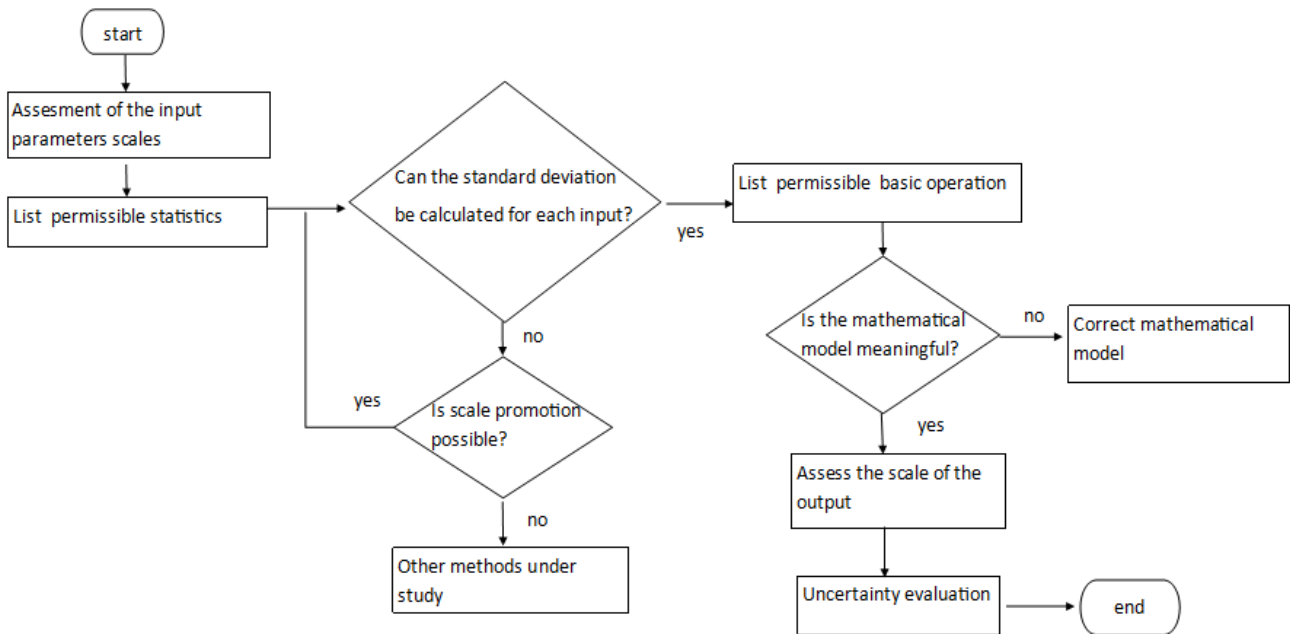 start
Assesment of the input
parameters scales
List permissible statistics
Can the standard deviation
be calculated for each input?
yes
List permissible basic operation
no
Is scale promotion
possible?
yes
no
Other methods under
study
Is the mathematical
model meaningful?
no
Correct mathematical
model
yes
Assess the scale of the
output
Uncertainty evaluation
end